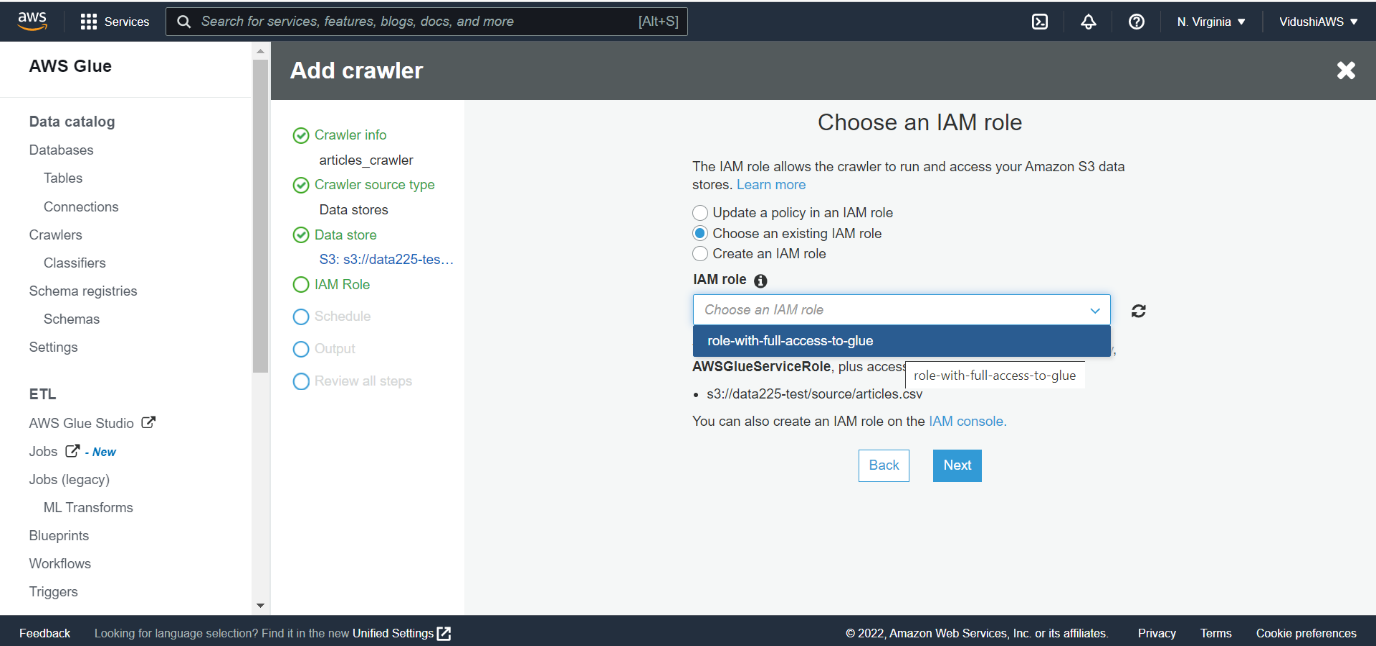 aws
Services
Search for services, features, blogs, docs, and more
[Alt+S]
N. Virginia
VidushiAWS
AWS Glue
Data catalog
Databases
Tables
Connections
Crawlers
Classifiers
Schema registries
Schemas
Settings
ETL
AWS Glue Studio
Jobs - New
Jobs (legacy)
ML Transforms
Blueprints
Workflows
Triggers
Add crawler
Crawler info
articles_crawler
Crawler source type
Data stores
Data store
S3: s3://data225-tes…
IAM Role
Schedule
Output
Review all steps
Choose an IAM role
The IAM role allows the crawler to run and access your Amazon S3 data
stores. Learn more
Update a policy in an IAM role
Choose an existing IAM role
Create an IAM role
IAM role
Choose an IAM role
role-with-full-access-to-glue
AWSGlueServiceRole, plus access
role-with-full-access-to-glue
• s3://data225-test/source/articles.csv
You can also create an IAM role on the IAM console.
Back
Next
Feedback
Looking for language selection? Find it in the new Unified Settings
© 2022, Amazon Web Services, Inc. or its affiliates.
Privacy
Terms
Cookie preferences